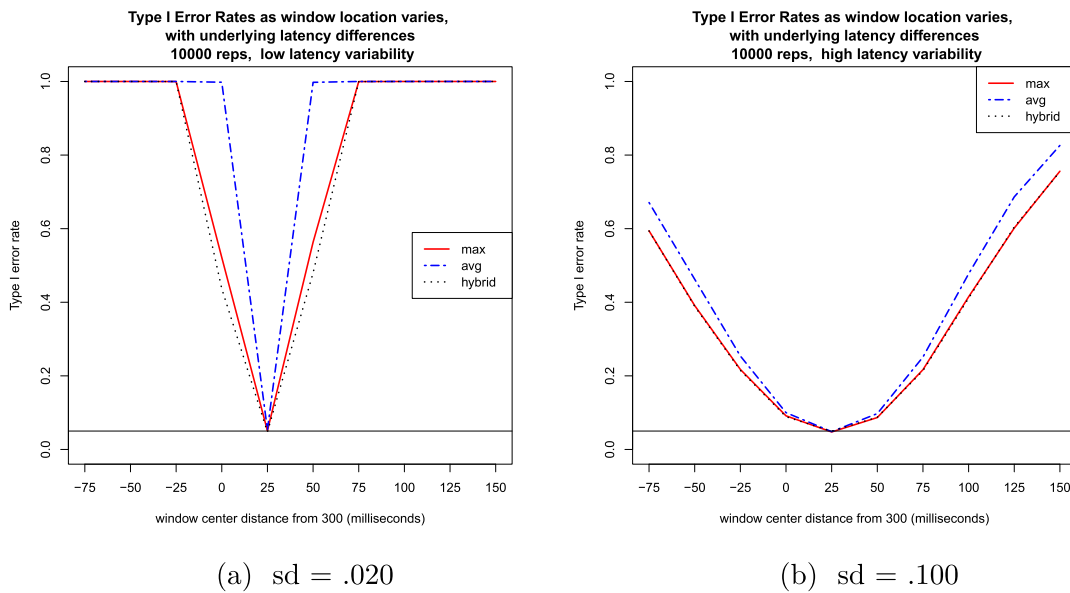 Type I Error Rates as window location varies,
with underlying latency differences
10000 reps,  low latency variability
Type I error rate
1.0
0.8
0.6
0.4
0.2
0.0
max
avg
hybrid
−75 −50 −25 0 25 50 75 100 125 150
window center distance from 300 (milliseconds)
(a) sd = .020
Type I Error Rates as window location varies,
with underlying latency differences
10000 reps,  high latency variability
Type I error rate
1.0
0.8
0.6
0.4
0.2
0.0
max
avg
hybrid
−75 −50 −25 0 25 50 75 100 125 150
window center distance from 300 (milliseconds)
(b) sd = .100